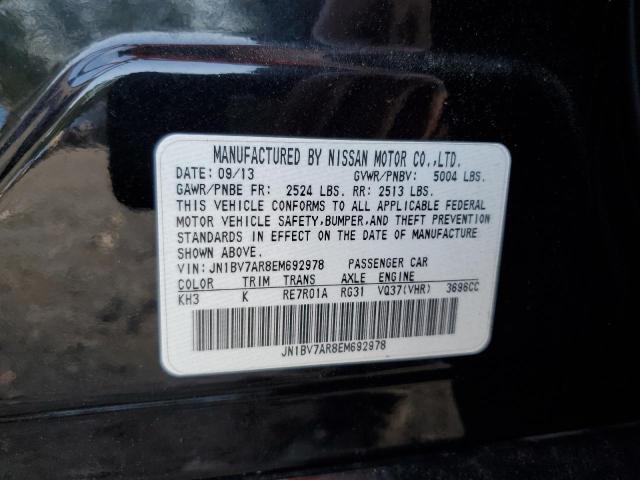 MANUFACTURED BY NISSAN MOTOR CO.,LTD.
DATE: 09/13 GVWR/PNBV: 5004 LBS.
GAWR/PNBE FR: 2524 LBS. RR: 2513 LBS.
THIS VEHICLE CONFORMS TO ALL APPLICABLE FEDERAL
MOTOR VEHICLE SAFETY,BUMPER,AND THEFT PREVENTION
STANDARDS IN EFFECT ON THE DATE OF MANUFACTURE
SHOWN ABOVE.
VIN: JN1BV7AR8EM692978 PASSENGER CAR
COLOR TRIM TRANS AXLE ENGINE
KH3 K RE7R01A RG31 VQ37(VHR) 3696CC
JN1BV7AR8EM692978